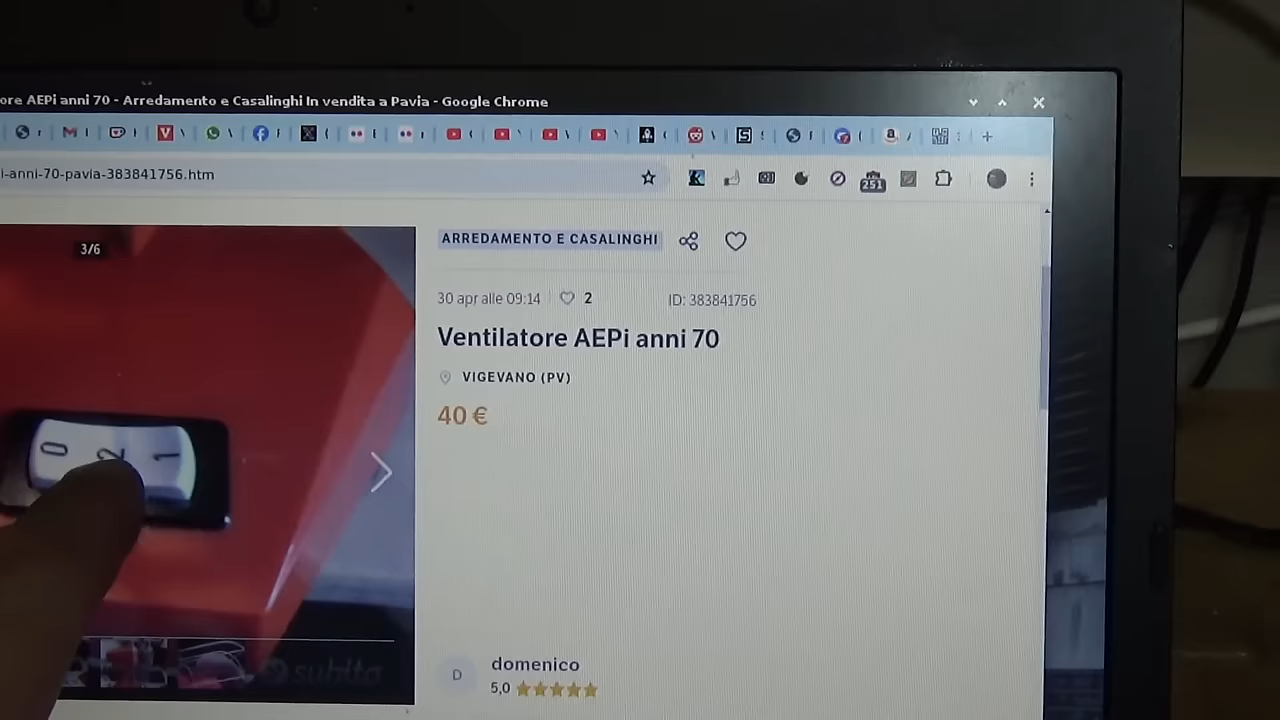 ore AEPi anni 70 - Arredamento e Casalinghi In vendita a Pavia - Google Chrome
i-anni-70-pavia-383841756.htm
251
3/6
ARREDAMENTO E CASALINGHI
30 apr alle 09:14
2
ID: 383841756
Ventilatore AEPi anni 70
VIGEVANO (PV)
40 €
0 2 1
subito
D
domenico
5,0